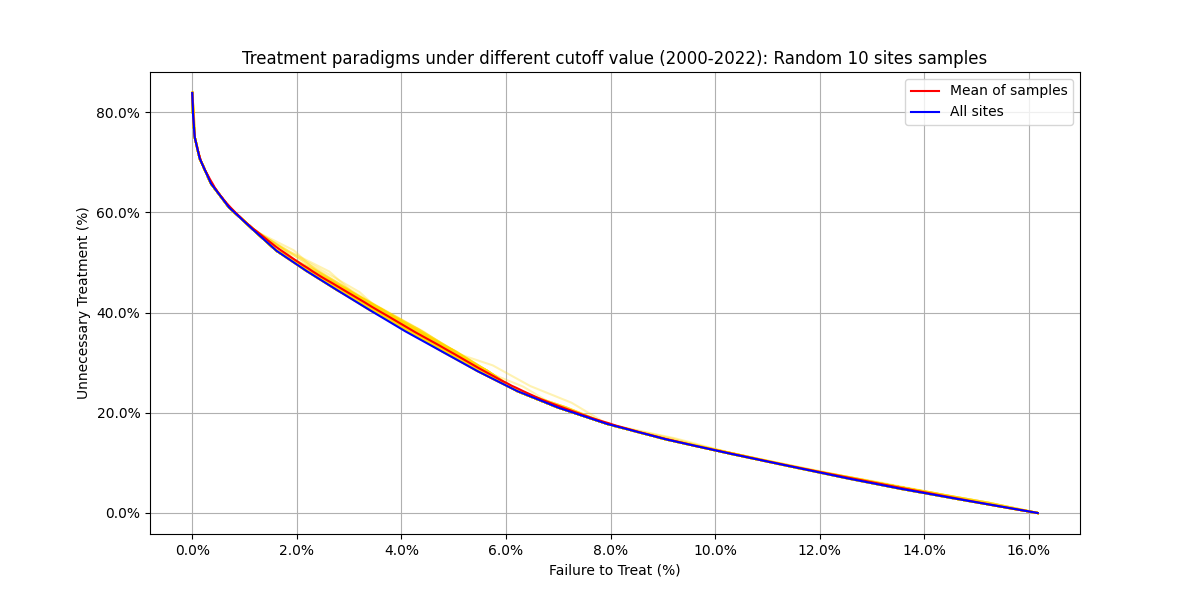 Treatment paradigms under different cutoff value (2000-2022): Random 10 sites samples
Mean of samples
All sites
Unnecessary Treatment (%)
80.0%
60.0%
40.0%
20.0%
0.0%
0.0% 2.0% 4.0% 6.0% 8.0% 10.0% 12.0% 14.0% 16.0%
Failure to Treat (%)